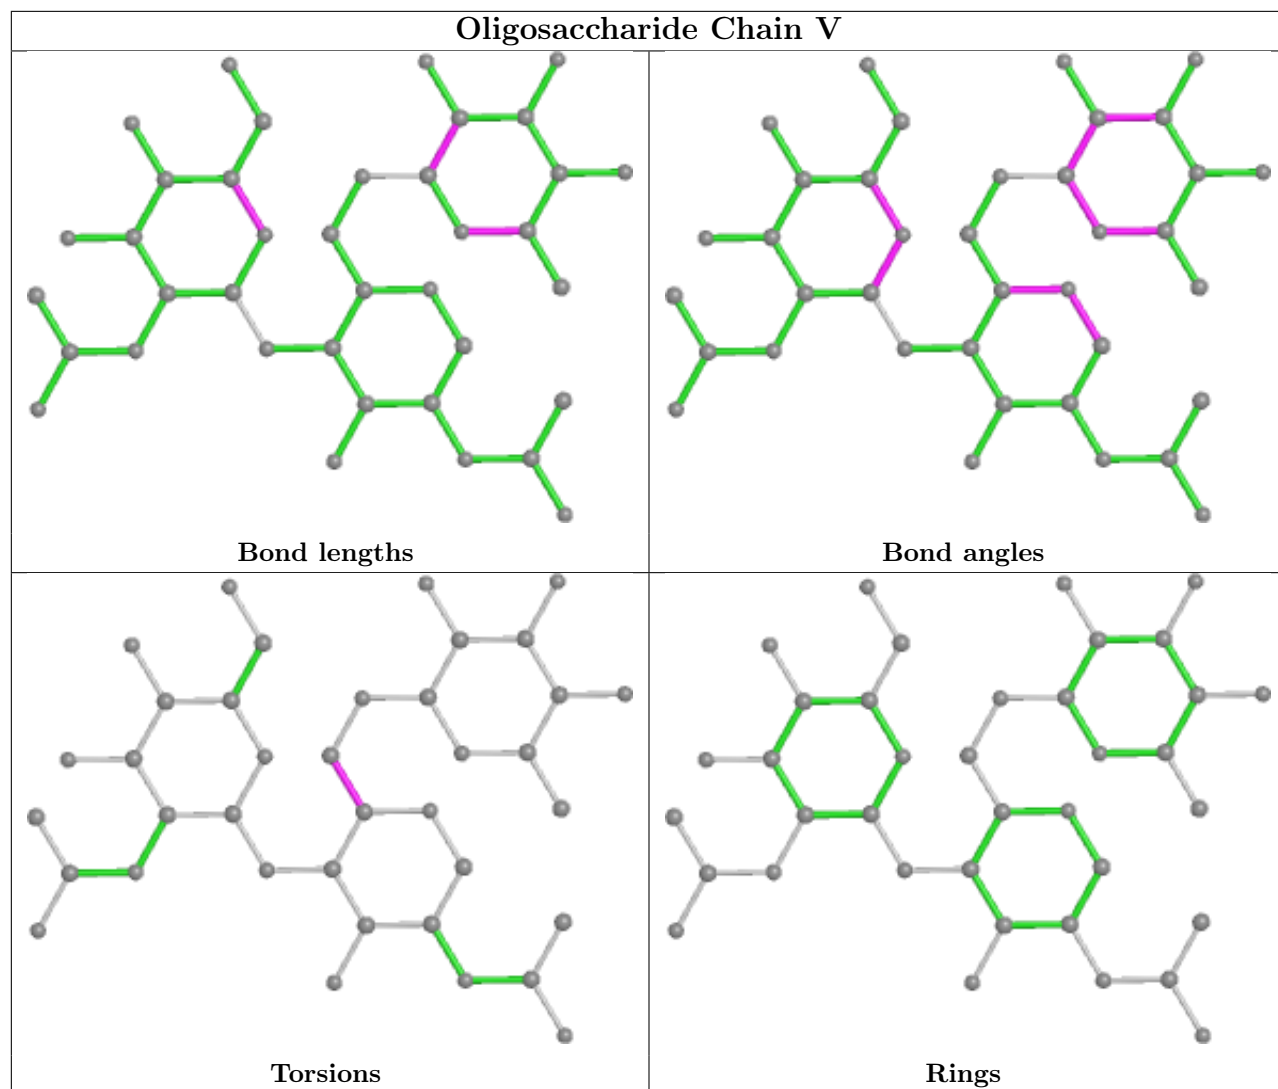 Oligosaccharide Chain V
Bond lengths
Bond angles
Torsions
Rings